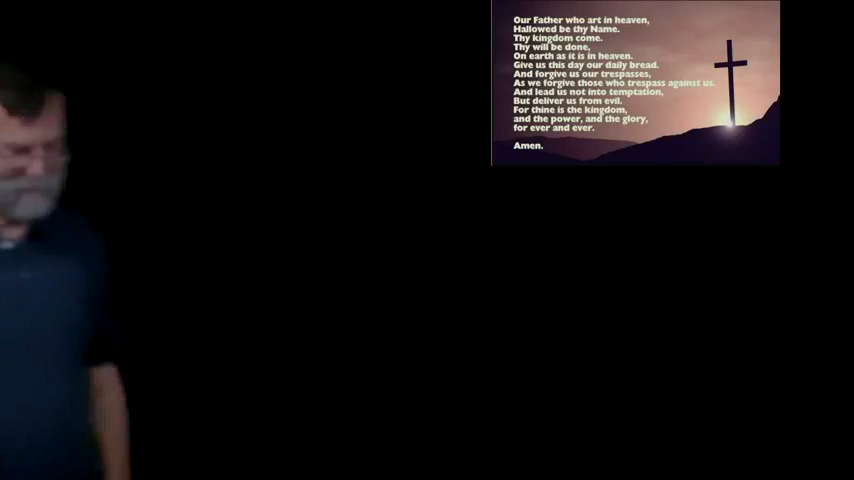 Our Father who art in heaven,
Hallowed be thy Name.
Thy kingdom come.
Thy will be done,
On earth as it is in heaven.
Give us this day our daily bread.
And forgive us our trespasses,
As we forgive those who trespass against us.
And lead us not into temptation,
But deliver us from evil.
For thine is the kingdom,
and the power, and the glory,
for ever and ever.
Amen.